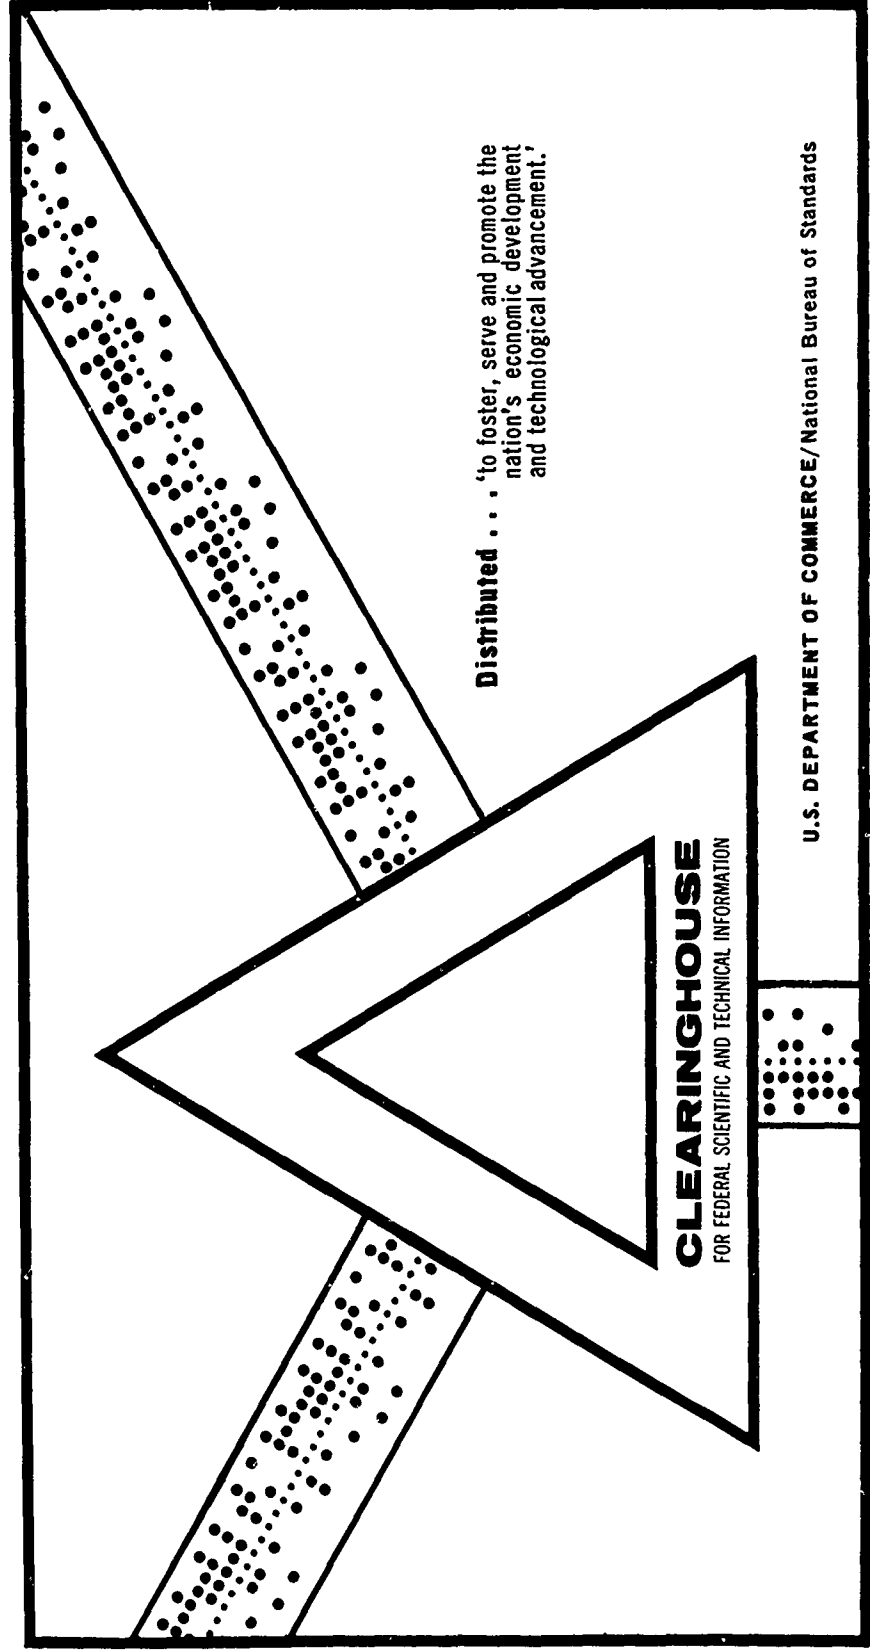 Distributed . . . 'to foster, serve and promote the
nation's economic development
and technological advancement.'
CLEARINGHOUSE
FOR FEDERAL SCIENTIFIC AND TECHNICAL INFORMATION
U.S. DEPARTMENT OF COMMERCE/National Bureau of Standards